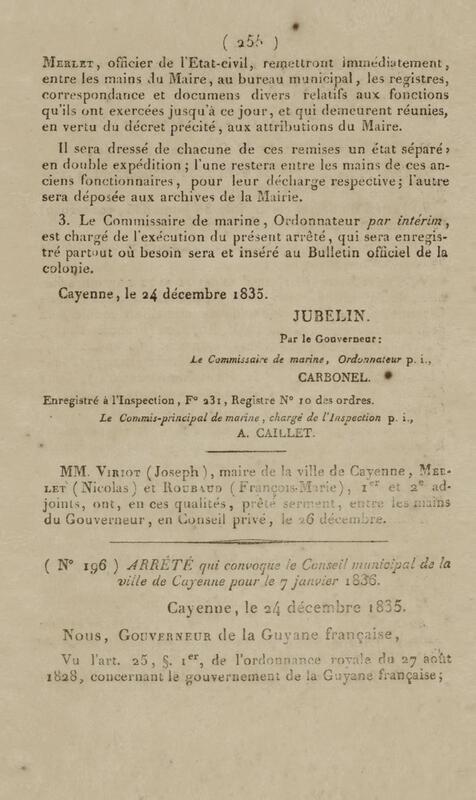 ( 255 )
MERLET, officier de l'Etat-civil, remettront immédiatement,
entre les mains du Maire, au bureau municipal, les registres,
correspondance et documens divers relatifs aux fonctions
qu'ils ont exercées jusqu'à ce jour, et qui demeurent réunies,
en vertu du décret précité, aux attributions du Maire.
Il sera dressé de chacune de ces remises un état séparé,
en double expédition ; l'une restera entre les mains de ces an-
ciens fonctionnaires, pour leur décharge respective; l'autre
sera déposée aux archives de la Mairie.
3. Le Commissaire de marine, Ordonnateur par intérim,
est chargé de l'exécution du présent arrêté, qui sera enregis-
tré partout où besoin sera et inséré au Bulletin officiel de la
colonie.
Cayenne, le 24 décembre 1835.
JUBELIN.
Par le Gouverneur:
Le Commissaire de marine, Ordonnateur p. i.,
CARBONEL.
Enregistré à l'Inspection, F° 231, Registre N° 10 des ordres.
Le Commis-principal de marine, chargé de l'Inspection p. i.,
A. CAILLET.
MM. VIRIOT (Joseph), maire de la ville de Cayenne, MER-
LET (Nicolas) et ROUBAUD (François-Marie), 1er et 2e ad-
joints, ont, en ces qualités, prêté serment, entre les mains
du Gouverneur, en Conseil privé, le 26 décembre.
( N° 196 ) ARRÊTÉ qui convoque le Conseil municipal de la
ville de Cayenne pour le 7 janvier 1836.
Cayenne, le 24 décembre 1835.
Nous, GOUVERNEUR de la Guyane française,
Vu l'art. 25, §. 1er, de l'ordonnance royale du 27 août
1828, concernant le gouvernement de la Guyane française;